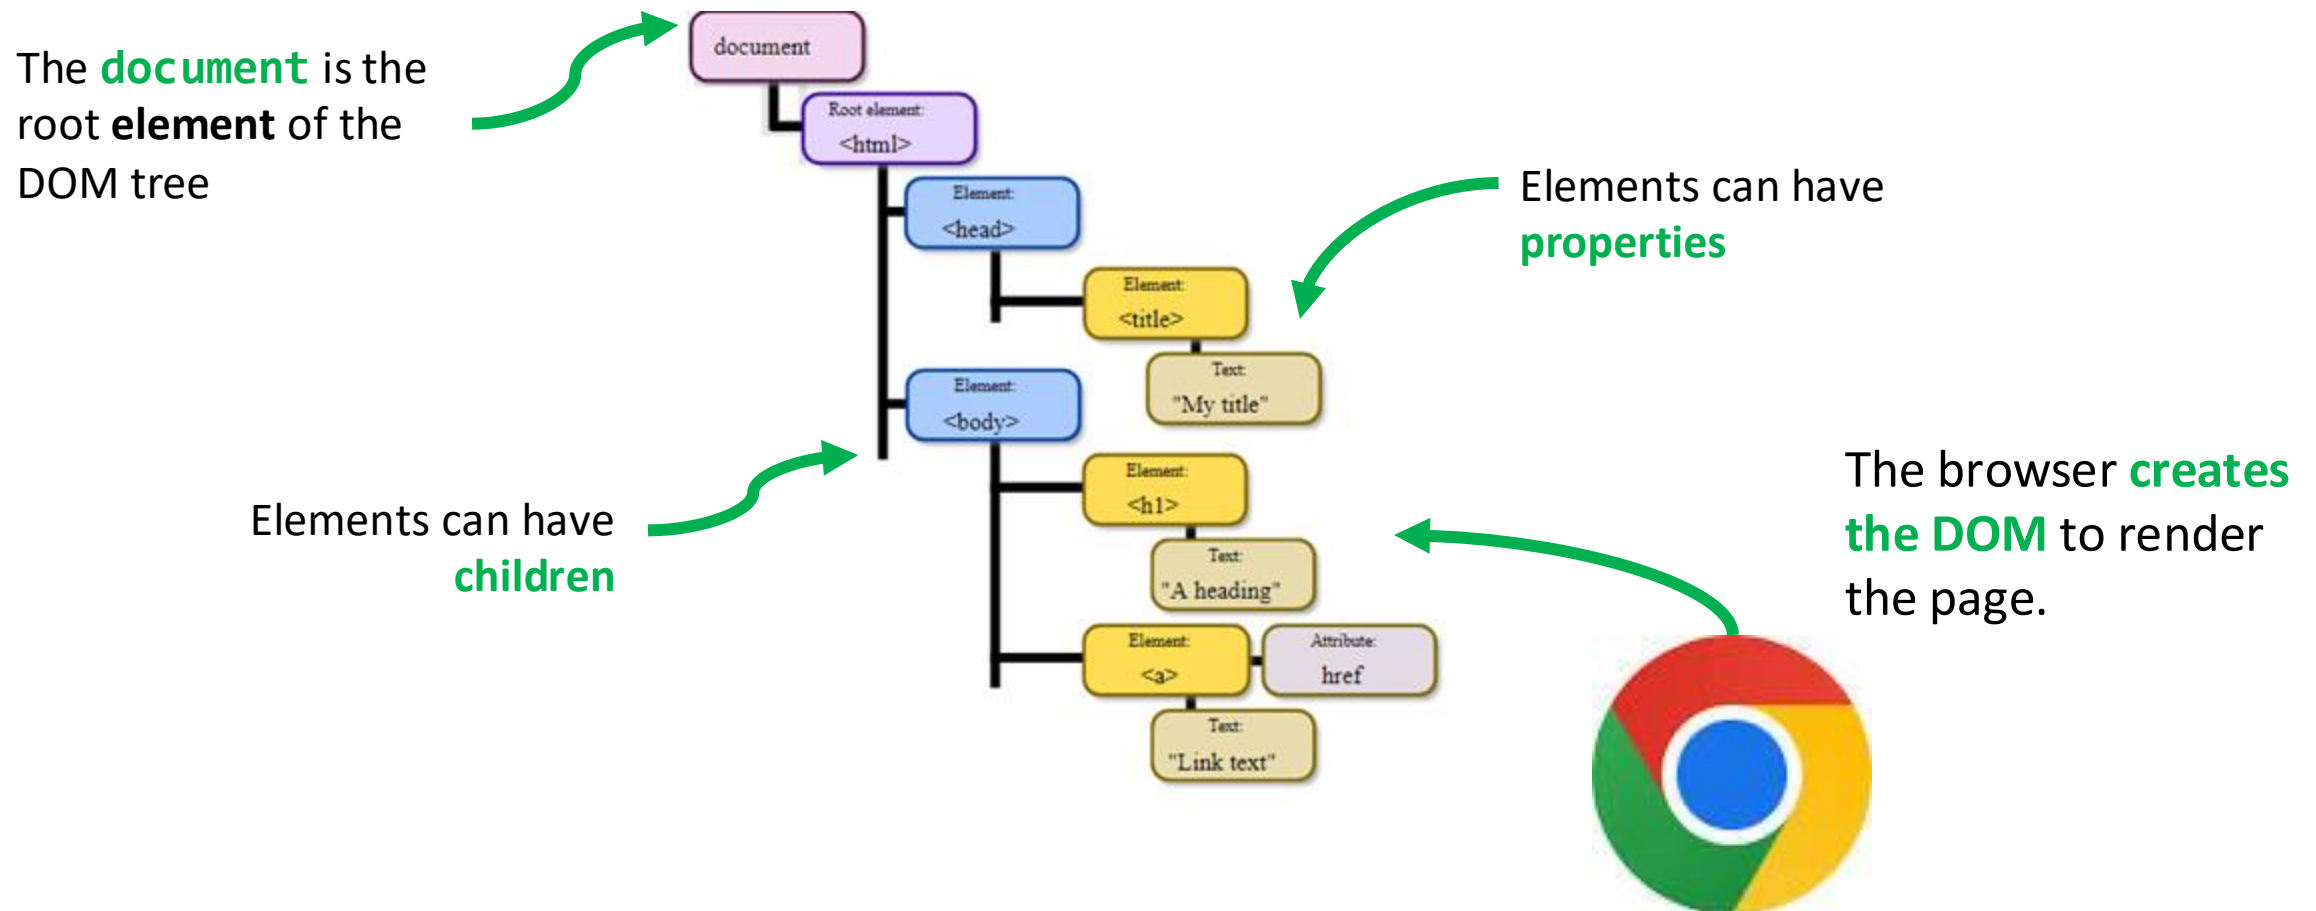 The document is the
root element of the
DOM tree
document
Root element:
<html>
Element:
<head>
Elements can have
properties
Element:
<title>
Text:
"My title"
Element:
<body>
Elements can have
children
Element:
<h1>
Text:
"A heading"
The browser creates
the DOM to render
the page.
Element:
<a>
Attribute:
href
Text:
"Link text"